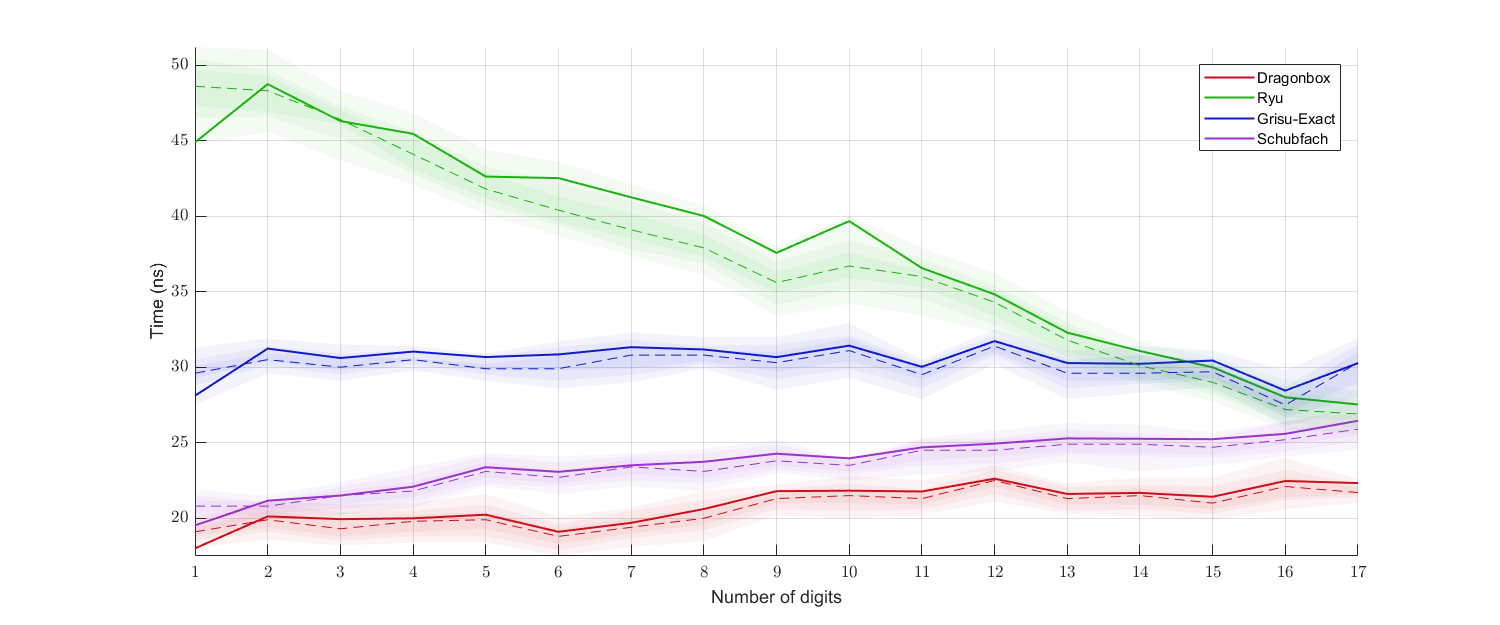 50
45
40
35
30
25
20
Time (ns)
1 2 3 4 5 6 7 8 9 10 11 12 13 14 15 16 17
Number of digits
Dragonbox
Ryu
Grisu-Exact
Schubfach